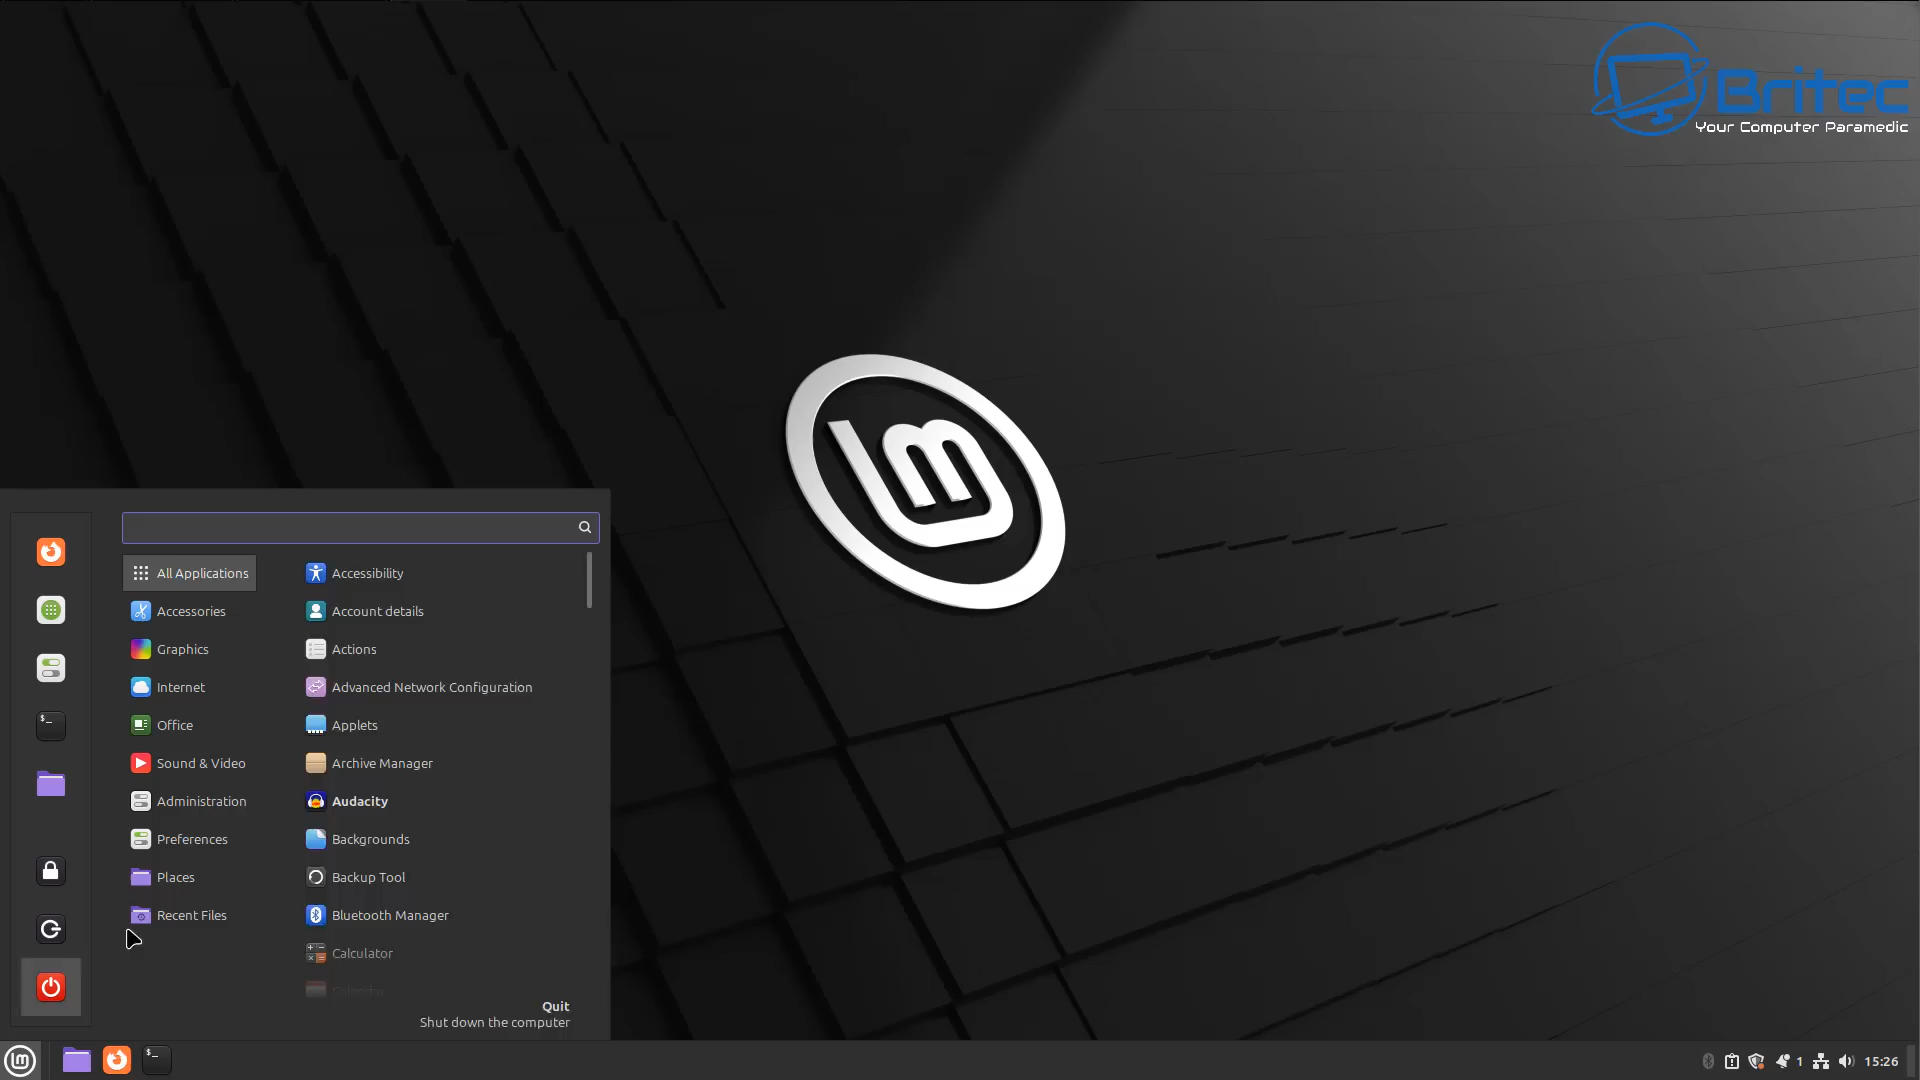 Britec
Your Computer Paramedic
All Applications
Accessories
Graphics
Internet
Office
Sound & Video
Administration
Preferences
Places
Recent Files
Accessibility
Account details
Actions
Advanced Network Configuration
Applets
Archive Manager
Audacity
Backgrounds
Backup Tool
Bluetooth Manager
Calculator
Calendar
Quit
Shut down the computer
1
15:26